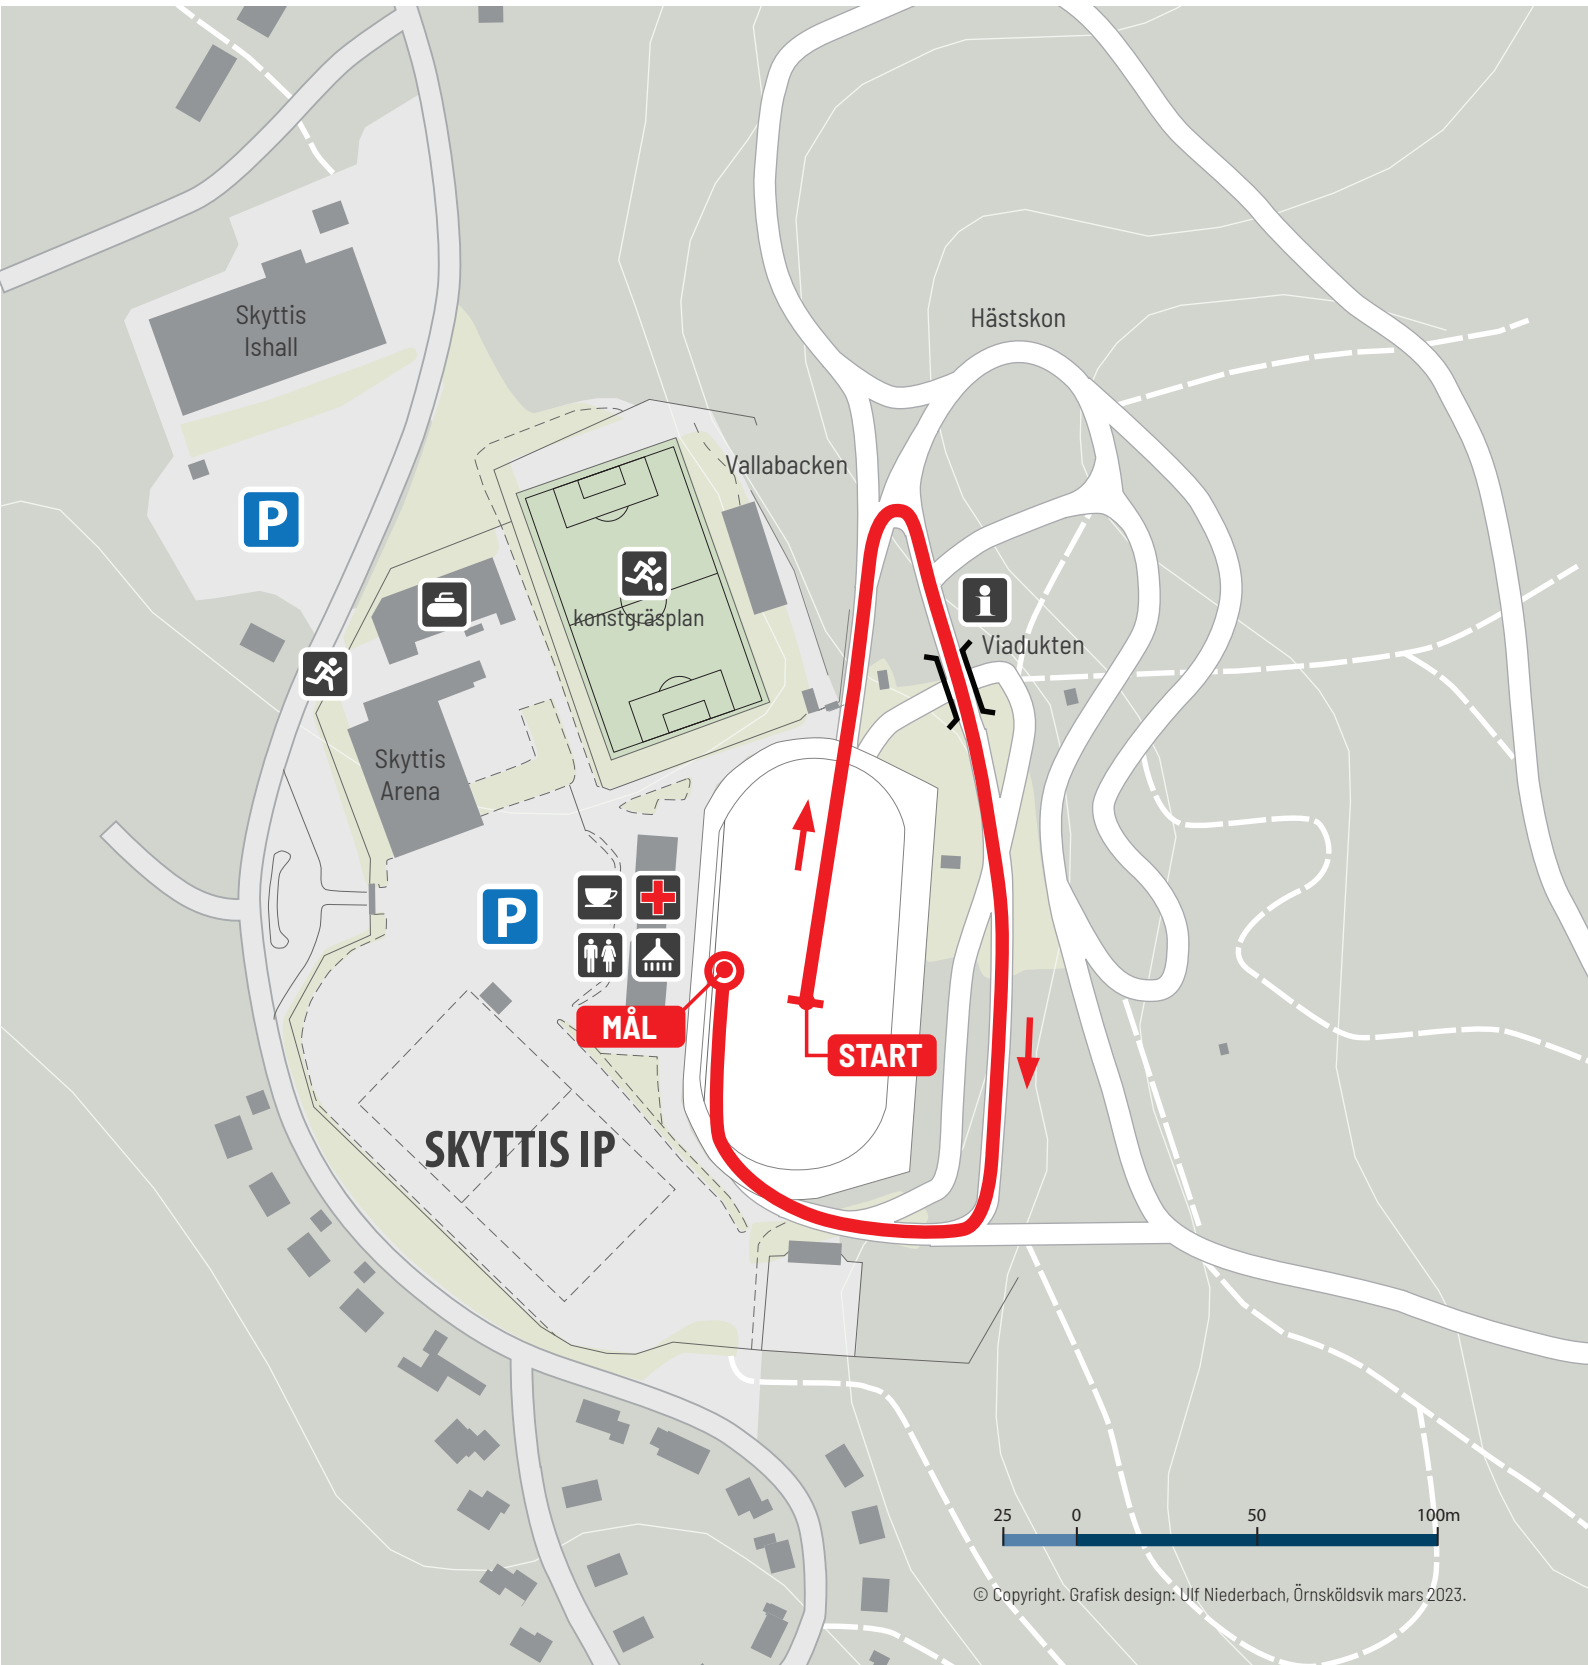 Skyttis
Ishall
Hästskon
Vallabacken
P
konstgräsplan
i
Viadukten
Skyttis
Arena
P
MÅL
START
SKYTTIS IP
25 0 50 100m
© Copyright. Grafisk design: Ulf Niederbach, Örnsköldsvik mars 2023.